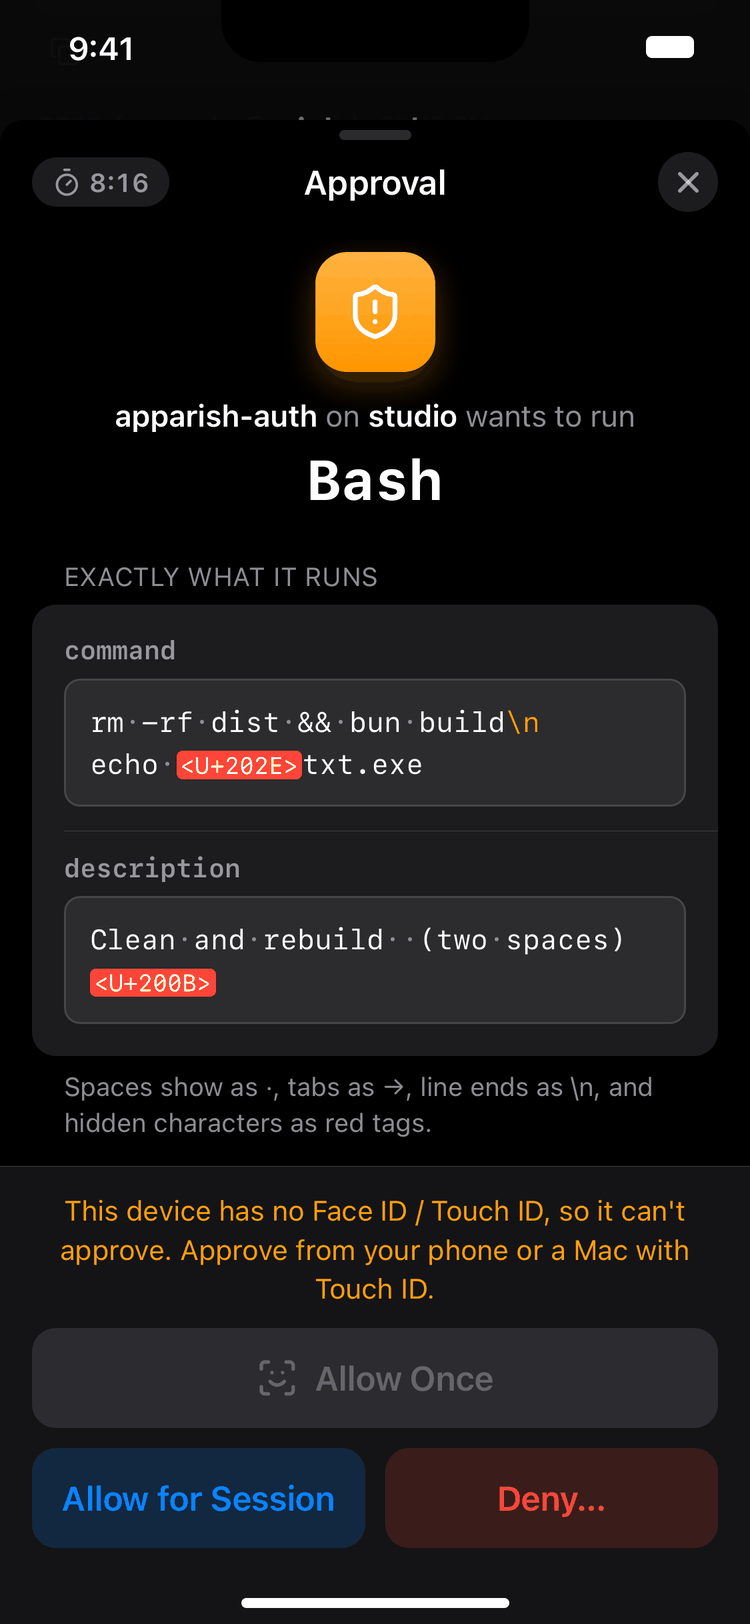 9:41
8:16
Approval
apparish-auth on studio wants to run
Bash
EXACTLY WHAT IT RUNS
command
rm·-rf·dist·&&·bun·build\n
echo·<U+202E>txt.exe
description
Clean·and·rebuild··(two·spaces)
<U+200B>
Spaces show as ·, tabs as →, line ends as \n, and
hidden characters as red tags.
This device has no Face ID / Touch ID, so it can't
approve. Approve from your phone or a Mac with
Touch ID.
Allow Once
Allow for Session
Deny...